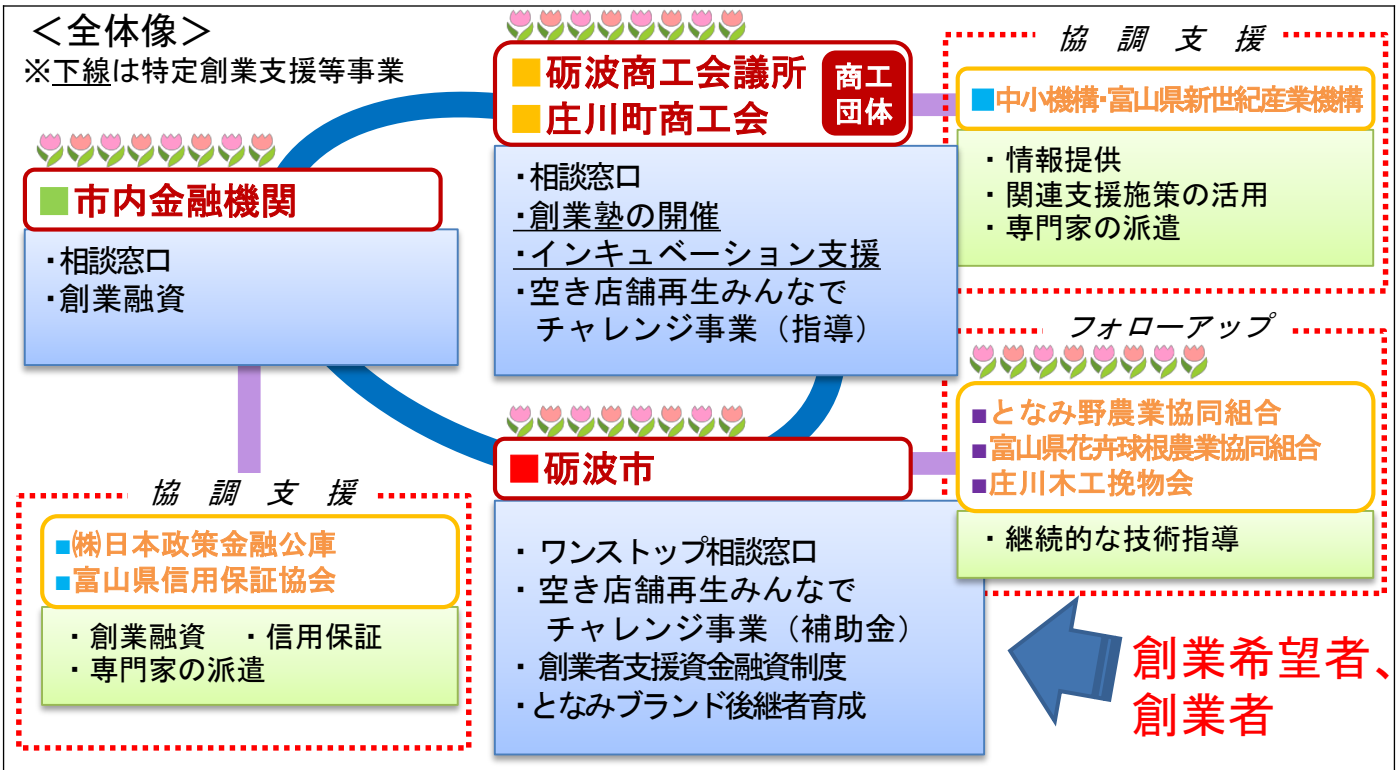 ＜全体像＞
※下線は特定創業支援等事業
■市内金融機関
・相談窓口
・創業融資
■砺波商工会議所
■庄川町商工会
商工
団体
・相談窓口
・創業塾の開催
・インキュベーション支援
・空き店舗再生みんなで
チャレンジ事業（指導）
協調支援
■中小機構・富山県新世紀産業機構
・情報提供
・関連支援施策の活用
・専門家の派遣
フォローアップ
■となみ野農業協同組合
■富山県花卉球根農業協同組合
■庄川木工挽物会
・継続的な技術指導
■砺波市
・ワンストップ相談窓口
・空き店舗再生みんなで
チャレンジ事業（補助金）
・創業者支援資金融資制度
・となみブランド後継者育成
協調支援
■㈱日本政策金融公庫
■富山県信用保証協会
・創業融資　・信用保証
・専門家の派遣
創業希望者、
創業者